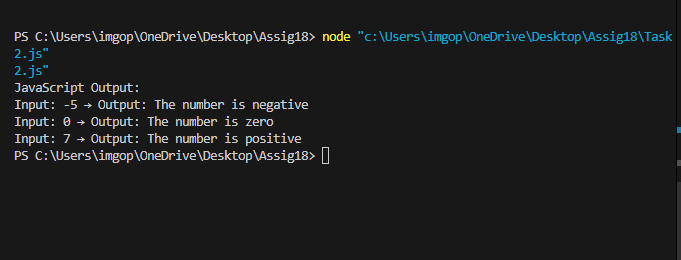 PS C:\Users\imgop\OneDrive\Desktop\Assig18> node "c:\Users\imgop\OneDrive\Desktop\Assig18\Task
2.js"
2.js"
JavaScript Output:
Input: -5 → Output: The number is negative
Input: 0 → Output: The number is zero
Input: 7 → Output: The number is positive
PS C:\Users\imgop\OneDrive\Desktop\Assig18>